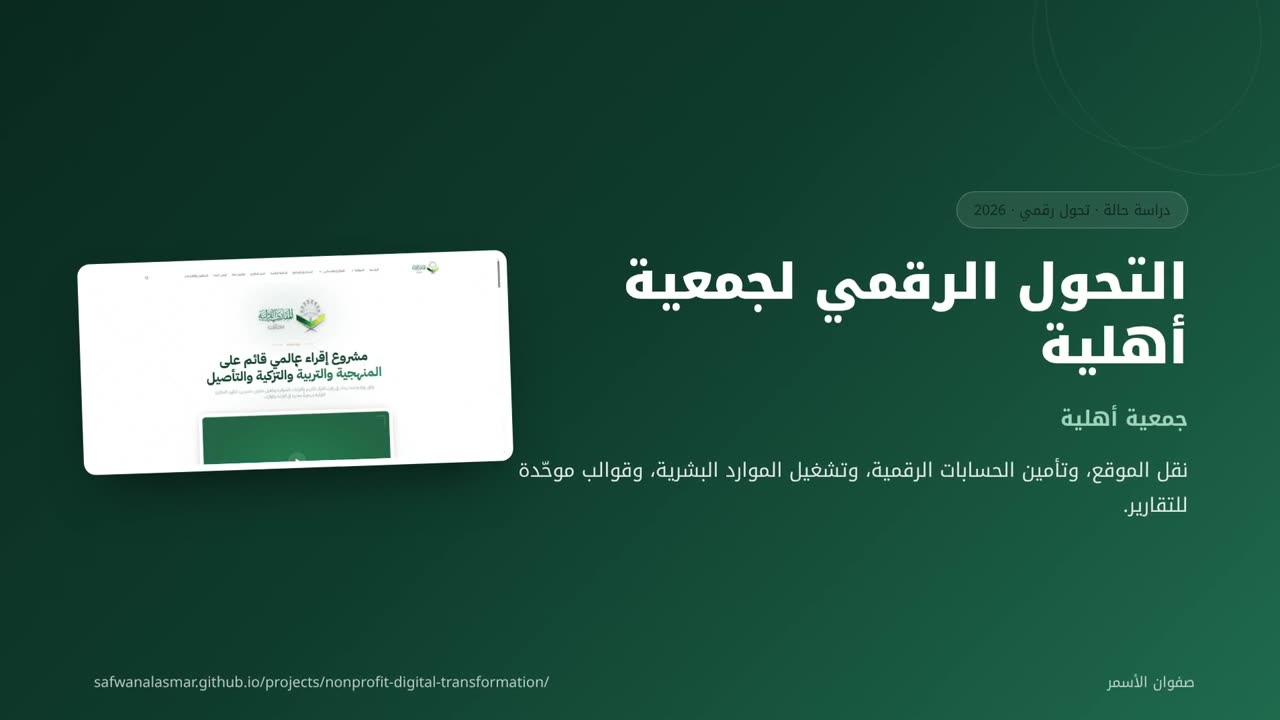 دراسة حالة · تحول رقمي · 2026
التحول الرقمي لجمعية
أهلية
جمعية أهلية
نقل الموقع، وتأمين الحسابات الرقمية، وتشغيل الموارد البشرية، وقوالب موحّدة
للتقارير.
مشروع إقراء عالمي قائم على
المنهجية والتربية والتزكية والتأصيل
صفوان الأسمر
safwanalasmar.github.io/projects/nonprofit-digital-transformation/